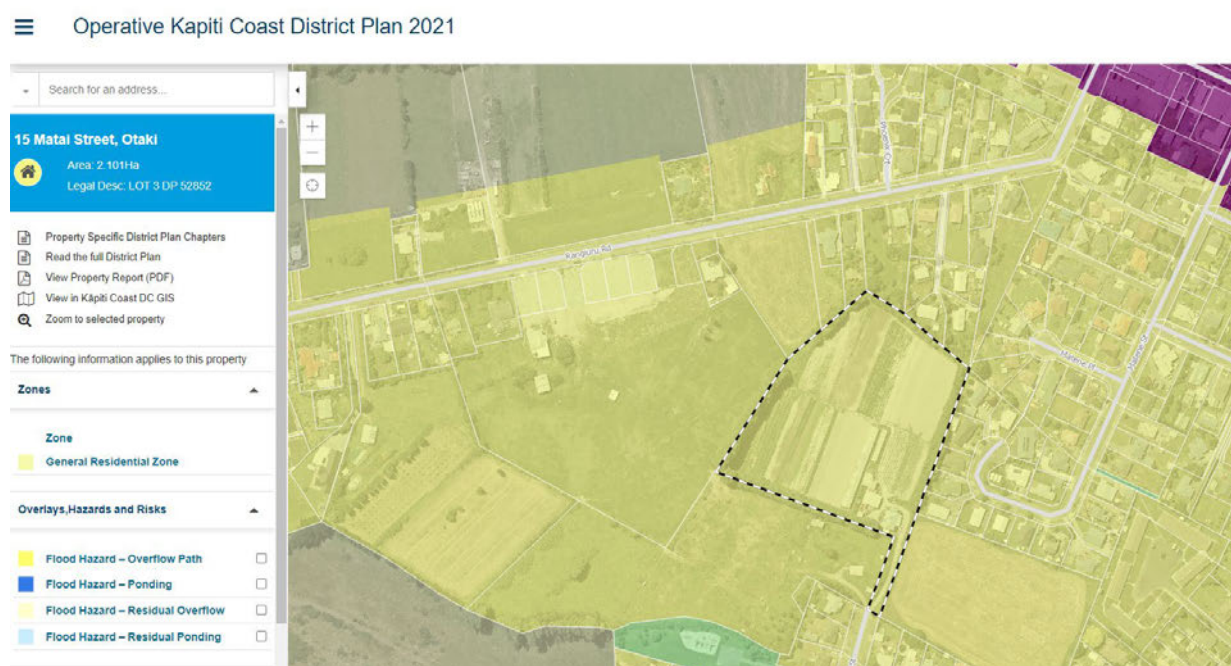 Operative Kapiti Coast District Plan 2021
Search for an address...
15 Matai Street, Otaki
Area: 2.101Ha
Legal Desc: LOT 3 DP 52852
Property Specific District Plan Chapters
Read the full District Plan
View Property Report (PDF)
View in Kāpiti Coast DC GIS
Zoom to selected property
The following information applies to this property
Zones
Zone
General Residential Zone
Overlays,Hazards and Risks
Flood Hazard – Overflow Path
Flood Hazard – Ponding
Flood Hazard – Residual Overflow
Flood Hazard – Residual Ponding